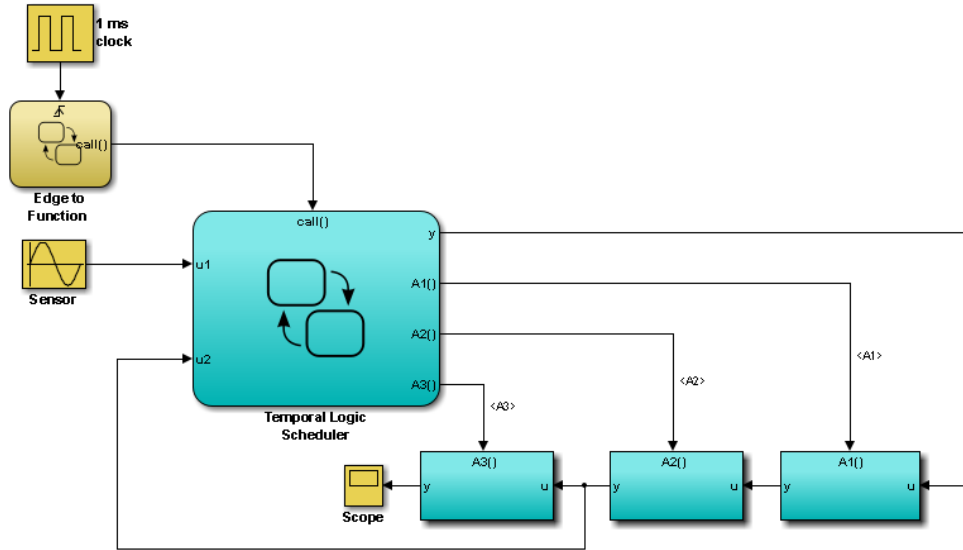 1 ms
clock
call()
Edge to
Function
call()
y
u1
A1()
Sensor
A2()
u2
<A1>
<A2>
A3()
<A3>
Temporal Logic
Scheduler
A3()
A2()
A1()
y
u
y
u
y
u
Scope